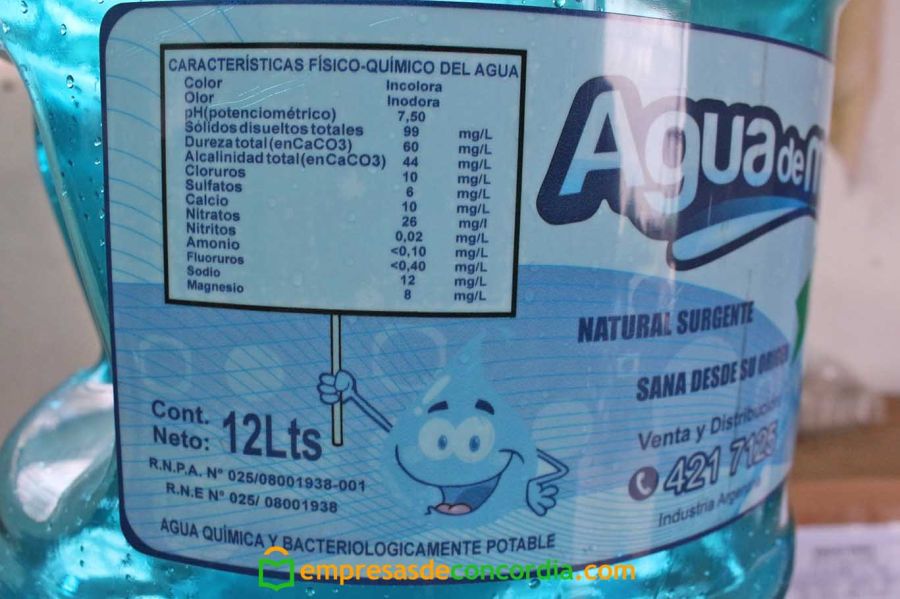 CARACTERÍSTICAS FÍSICO-QUÍMICO DEL AGUA
Color Incolora
Olor Inodora
pH(potenciométrico) 7,50
Sólidos disueltos totales 99 mg/L
Dureza total(enCaCO3) 60 mg/L
Alcalinidad total(enCaCO3) 44 mg/L
Cloruros 10 mg/L
Sulfatos 6 mg/L
Calcio 10 mg/L
Nitratos 26 mg/l
Nitritos 0,02 mg/L
Amonio <0,10 mg/L
Fluoruros <0,40 mg/L
Sodio 12 mg/L
Magnesio 8 mg/L
Agua de
NATURAL SURGENTE
SANA DESDE SU
Cont.
Neto: 12Lts
Venta y
421
R.N.P.A. Nº 025/08001938-001
R.N.E Nº 025/ 08001938
Industria
AGUA QUÍMICA Y BACTERIOLOGICAMENTE POTABLE
empresasdeconcordia.com